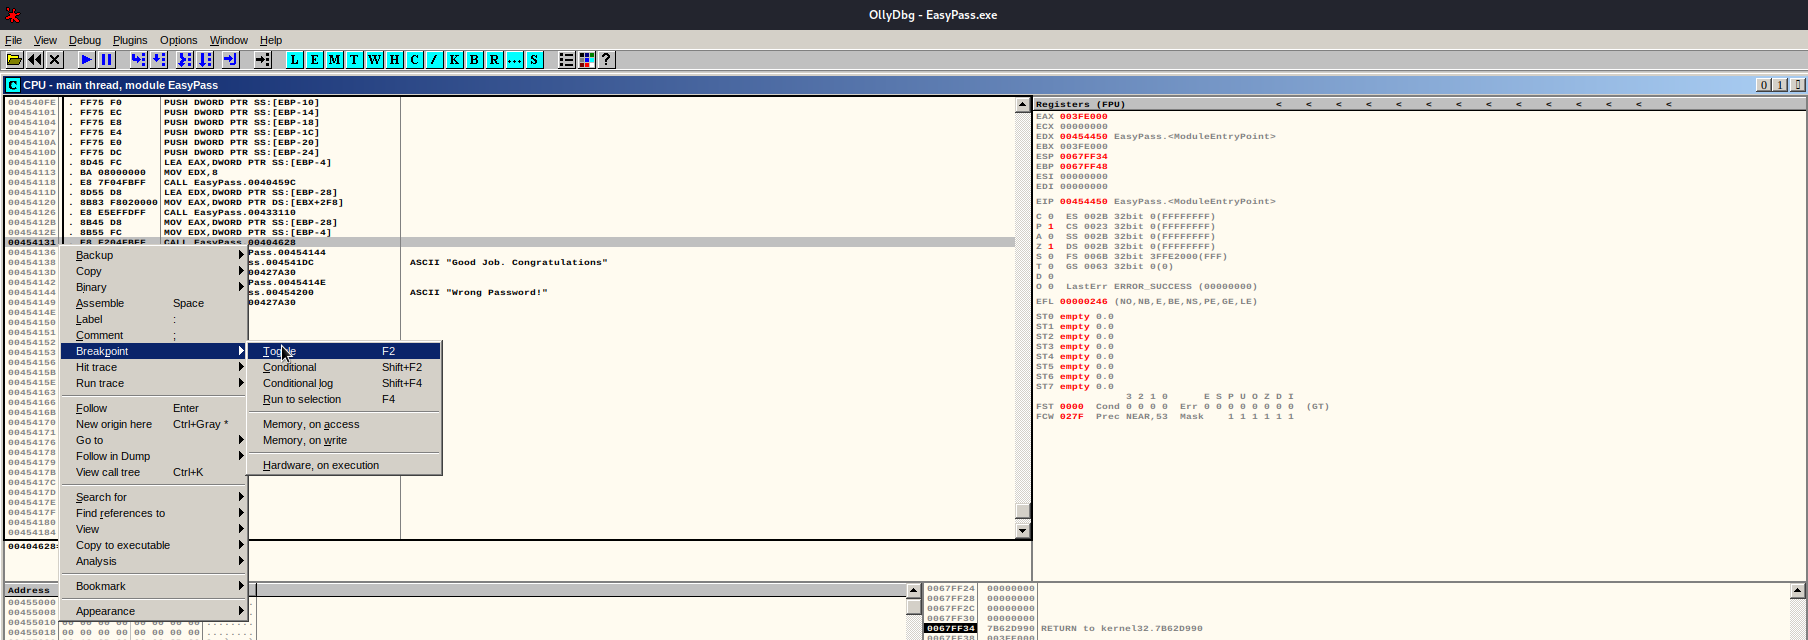 OllyDbg - EasyPass.exe
File View Debug Plugins Options Window Help
L E M T W H C / K B R ... S ?
C CPU - main thread, module EasyPass
004540FE . FF75 F0 PUSH DWORD PTR SS:[EBP-10]
00454101 . FF75 EC PUSH DWORD PTR SS:[EBP-14]
00454104 . FF75 E8 PUSH DWORD PTR SS:[EBP-18]
00454107 . FF75 E4 PUSH DWORD PTR SS:[EBP-1C]
0045410A . FF75 E0 PUSH DWORD PTR SS:[EBP-20]
0045410D . FF75 DC PUSH DWORD PTR SS:[EBP-24]
00454110 . 8D45 FC LEA EAX,DWORD PTR SS:[EBP-4]
00454113 . BA 08000000 MOV EDX,8
00454118 . E8 7F04FBFF CALL EasyPass.0040459C
0045411D . 8D55 D8 LEA EDX,DWORD PTR SS:[EBP-28]
00454120 . 8B83 F8020000 MOV EAX,DWORD PTR DS:[EBX+2F8]
00454126 . E8 E5EFFDFF CALL EasyPass.00433110
0045412B . 8B45 D8 MOV EAX,DWORD PTR SS:[EBP-28]
0045412E . 8B55 FC MOV EDX,DWORD PTR SS:[EBP-4]
00454131 . E8 F204FBFF CALL EasyPass.00404628
00454136 Pass.00454144
00454138 ss.004541DC ASCII "Good Job. Congratulations"
0045413D 00427A30
00454142 Pass.0045414E
00454144 ss.00454200 ASCII "Wrong Password!"
00454149 00427A30
0045414E
00454150
00454151
00454152
00454153
00454156
0045415B
0045415E
00454163
00454166
0045416B
00454170
00454171
00454176
00454178
00454179
0045417B
0045417C
0045417D
0045417E
0045417F
00454180
00454184
00404628=
Backup
Copy
Binary
Assemble Space
Label :
Comment ;
Breakpoint
Hit trace
Run trace
Follow Enter
New origin here Ctrl+Gray *
Go to
Follow in Dump
View call tree Ctrl+K
Search for
Find references to
View
Copy to executable
Analysis
Bookmark
Appearance
Toggle F2
Conditional Shift+F2
Conditional log Shift+F4
Run to selection F4
Memory, on access
Memory, on write
Hardware, on execution
Registers (FPU) < < < < < < < < < < < < < <
EAX 003FE000
ECX 00000000
EDX 00454450 EasyPass.<ModuleEntryPoint>
EBX 003FE000
ESP 0067FF34
EBP 0067FF48
ESI 00000000
EDI 00000000
EIP 00454450 EasyPass.<ModuleEntryPoint>
C 0 ES 002B 32bit 0(FFFFFFFF)
P 1 CS 0023 32bit 0(FFFFFFFF)
A 0 SS 002B 32bit 0(FFFFFFFF)
Z 1 DS 002B 32bit 0(FFFFFFFF)
S 0 FS 006B 32bit 3FFE2000(FFF)
T 0 GS 0063 32bit 0(0)
D 0
O 0 LastErr ERROR_SUCCESS (00000000)
EFL 00000246 (NO,NB,E,BE,NS,PE,GE,LE)
ST0 empty 0.0
ST1 empty 0.0
ST2 empty 0.0
ST3 empty 0.0
ST4 empty 0.0
ST5 empty 0.0
ST6 empty 0.0
ST7 empty 0.0
3 2 1 0 E S P U O Z D I
FST 0000 Cond 0 0 0 0 Err 0 0 0 0 0 0 0 0 (GT)
FCW 027F Prec NEAR,53 Mask 1 1 1 1 1 1
Address
00455000
00455008
00455010
00455018 00 00 00 00 00 00 00 00 ........
0067FF24 00000000
0067FF28 00000000
0067FF2C 00000000
0067FF30 00000000
0067FF34 7B62D990 RETURN to kernel32.7B62D990
0067FF38 003FE000